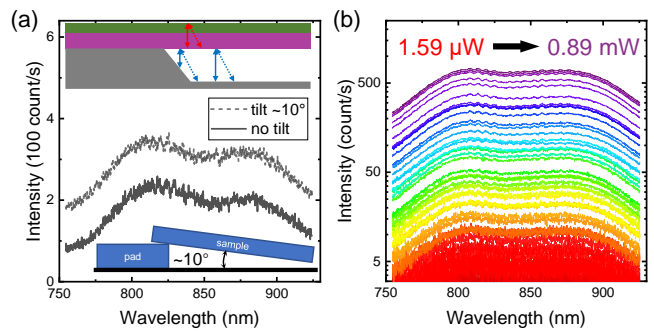 (a)
6
4
2
0
Intensity (100 count/s)
tilt ~10°
no tilt
pad
sample
~10°
750
800
850
900
Wavelength (nm)
(b)
1.59 µW
0.89 mW
500
50
5
Intensity (count/s)
750
800
850
900
Wavelength (nm)